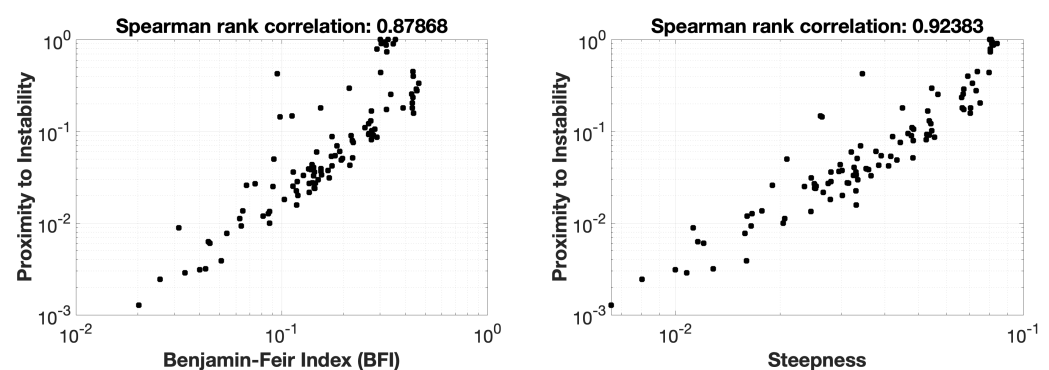 Spearman rank correlation: 0.87868
Proximity to Instability
10^0
10^-1
10^-2
10^-3
10^-2
10^-1
10^0
Benjamin-Feir Index (BFI)
Spearman rank correlation: 0.92383
Proximity to Instability
10^0
10^-1
10^-2
10^-3
10^-2
10^-1
Steepness